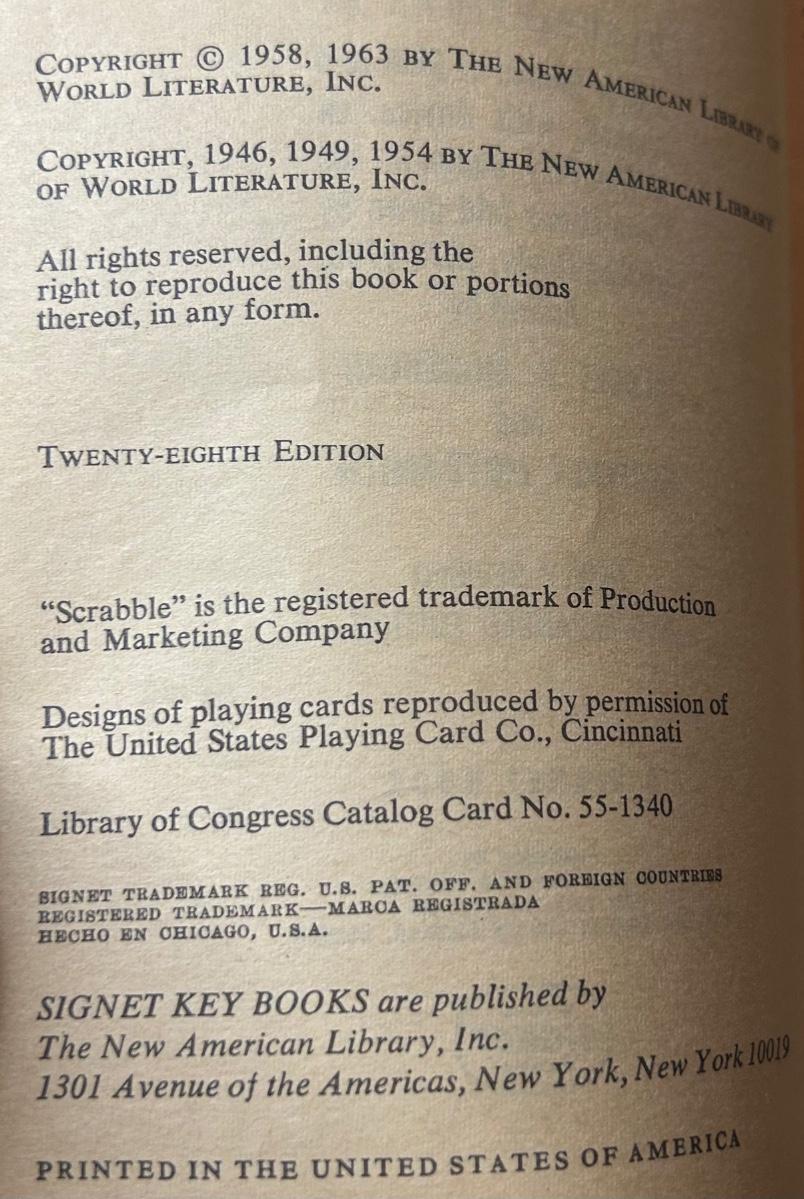 COPYRIGHT © 1958, 1963 BY THE NEW AMERICAN LIBRARY OF
WORLD LITERATURE, INC.
COPYRIGHT, 1946, 1949, 1954 BY THE NEW AMERICAN LIBRARY
OF WORLD LITERATURE, INC.
All rights reserved, including the
right to reproduce this book or portions
thereof, in any form.
TWENTY-EIGHTH EDITION
“Scrabble” is the registered trademark of Production
and Marketing Company
Designs of playing cards reproduced by permission of
The United States Playing Card Co., Cincinnati
Library of Congress Catalog Card No. 55-1340
SIGNET TRADEMARK REG. U.S. PAT. OFF. AND FOREIGN COUNTRIES
REGISTERED TRADEMARK—MARCA REGISTRADA
HECHO EN CHICAGO, U.S.A.
SIGNET KEY BOOKS are published by
The New American Library, Inc.
1301 Avenue of the Americas, New York, New York 10019
PRINTED IN THE UNITED STATES OF AMERICA